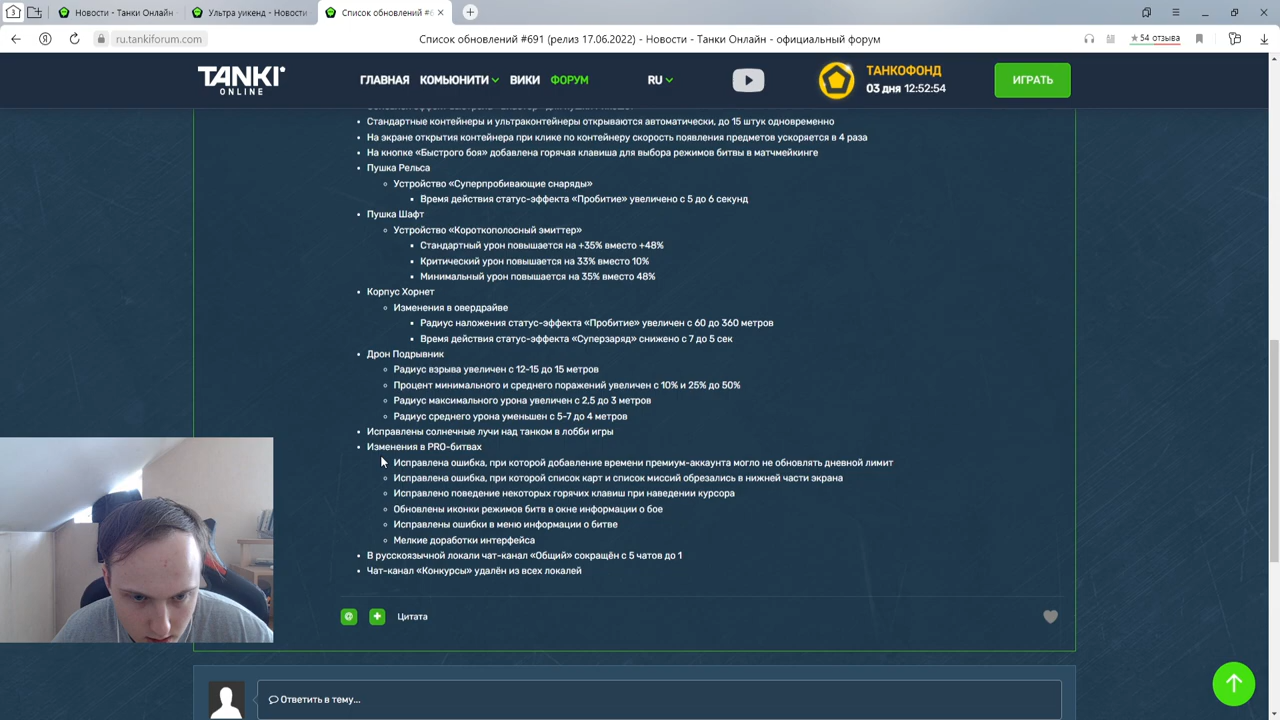 3
Новости - Танки Онлайн
Ультра уикенд - Новости
Список обновлений #6
ru.tankiforum.com
Список обновлений #691 (релиз 17.06.2022) - Новости - Танки Онлайн - официальный форум
54 отзыва
TANKI
ONLINE
ГЛАВНАЯ
КОМЬЮНИТИ
ВИКИ
ФОРУМ
RU
ТАНКОФОНД
03 дня 12:52:54
ИГРАТЬ
Стандартные контейнеры и ультраконтейнеры открываются автоматически, до 15 штук одновременно
На экране открытия контейнера при клике по контейнеру скорость появления предметов ускоряется в 4 раза
На кнопке «Быстрого боя» добавлена горячая клавиша для выбора режимов битвы в матчмейкинге
Пушка Рельса
Устройство «Суперпробивающие снаряды»
Время действия статус-эффекта «Пробитие» увеличено с 5 до 6 секунд
Пушка Шафт
Устройство «Короткополосный эмиттер»
Стандартный урон повышается на +35% вместо +48%
Критический урон повышается на 33% вместо 10%
Минимальный урон повышается на 35% вместо 48%
Корпус Хорнет
Изменения в овердрайве
Радиус наложения статус-эффекта «Пробитие» увеличен с 60 до 360 метров
Время действия статус-эффекта «Суперзаряд» снижено с 7 до 5 сек
Дрон Подрывник
Радиус взрыва увеличен с 12-15 до 15 метров
Процент минимального и среднего поражений увеличен с 10% и 25% до 50%
Радиус максимального урона увеличен с 2,5 до 3 метров
Радиус среднего урона уменьшен с 5-7 до 4 метров
Исправлены солнечные лучи над танком в лобби игры
Изменения в PRO-битвах
Исправлена ошибка, при которой добавление времени премиум-аккаунта могло не обновлять дневной лимит
Исправлена ошибка, при которой список карт и список миссий обрезались в нижней части экрана
Исправлено поведение некоторых горячих клавиш при наведении курсора
Обновлены иконки режимов битв в окне информации о бое
Исправлены ошибки в меню информации о битве
Мелкие доработки интерфейса
В русскоязычной локали чат-канал «Общий» сокращён с 5 чатов до 1
Чат-канал «Конкурсы» удалён из всех локалей
Цитата
Ответить в тему...